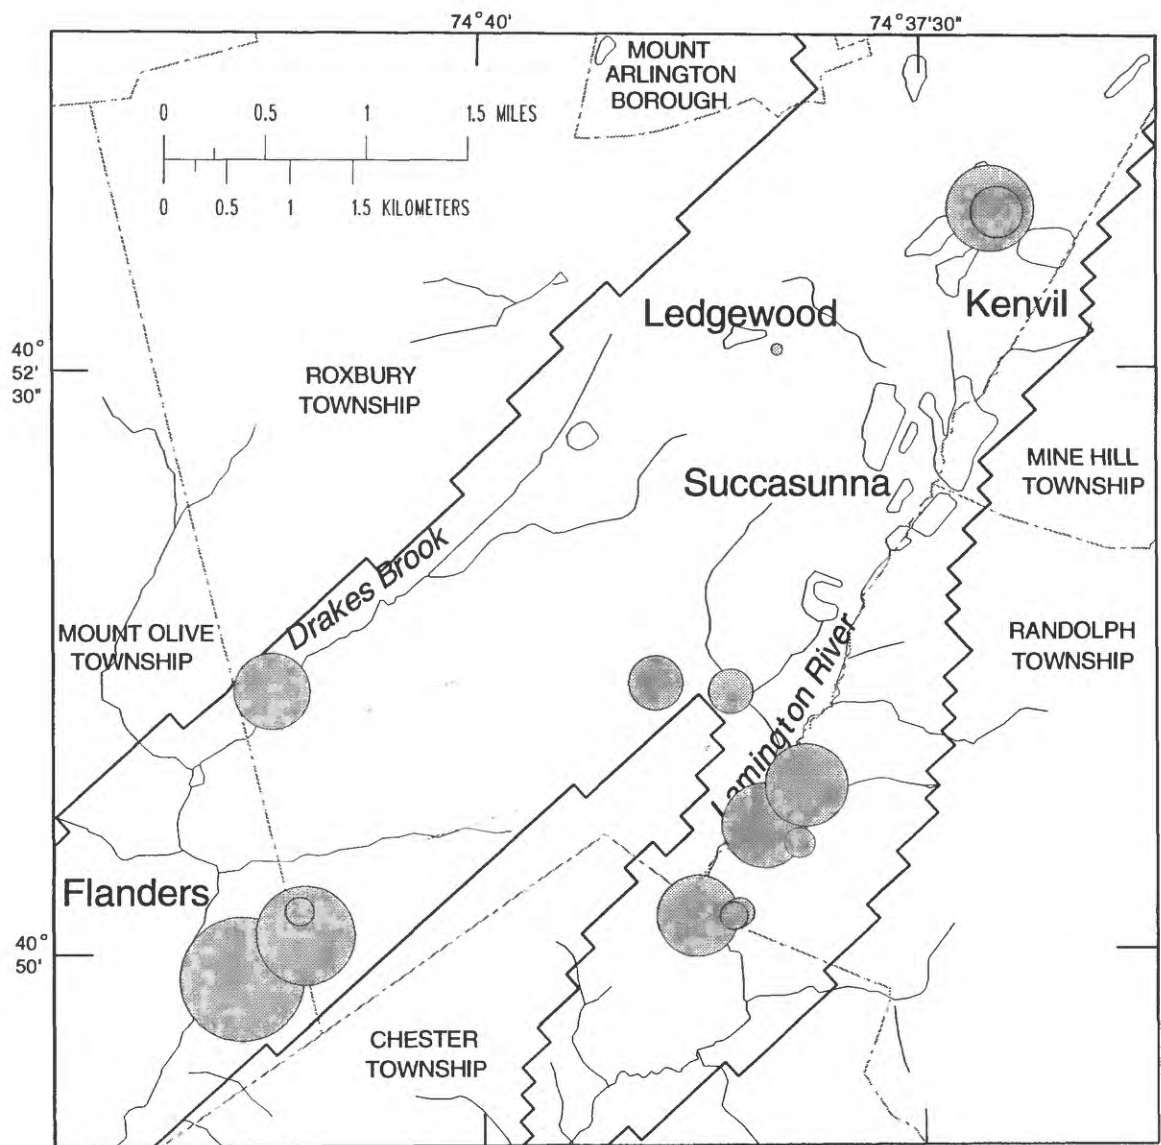 74°40'
74°37'30"
MOUNT
ARLINGTON
BOROUGH
0 0.5 1 1.5 MILES
0 0.5 1 1.5 KILOMETERS
Ledgewood
Kenvil
40°
52'
30"
ROXBURY
TOWNSHIP
MINE HILL
TOWNSHIP
Succasunna
Drakes Brook
MOUNT OLIVE
TOWNSHIP
RANDOLPH
TOWNSHIP
Lamington River
Flanders
40°
50'
CHESTER
TOWNSHIP